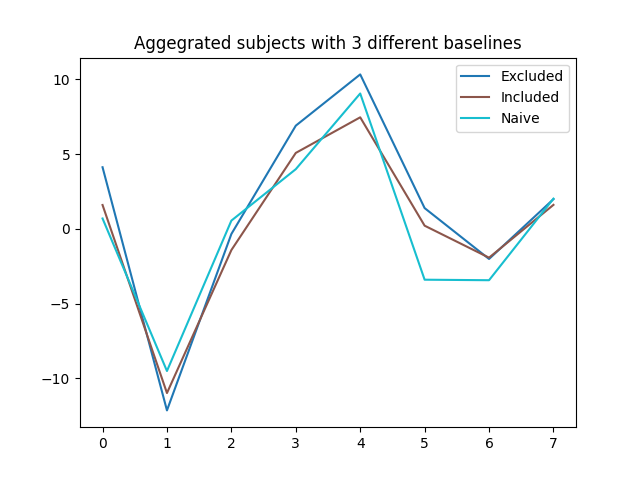 Aggegrated subjects with 3 different baselines
Excluded
Included
Naive
10
5
0
−5
−10
0 1 2 3 4 5 6 7